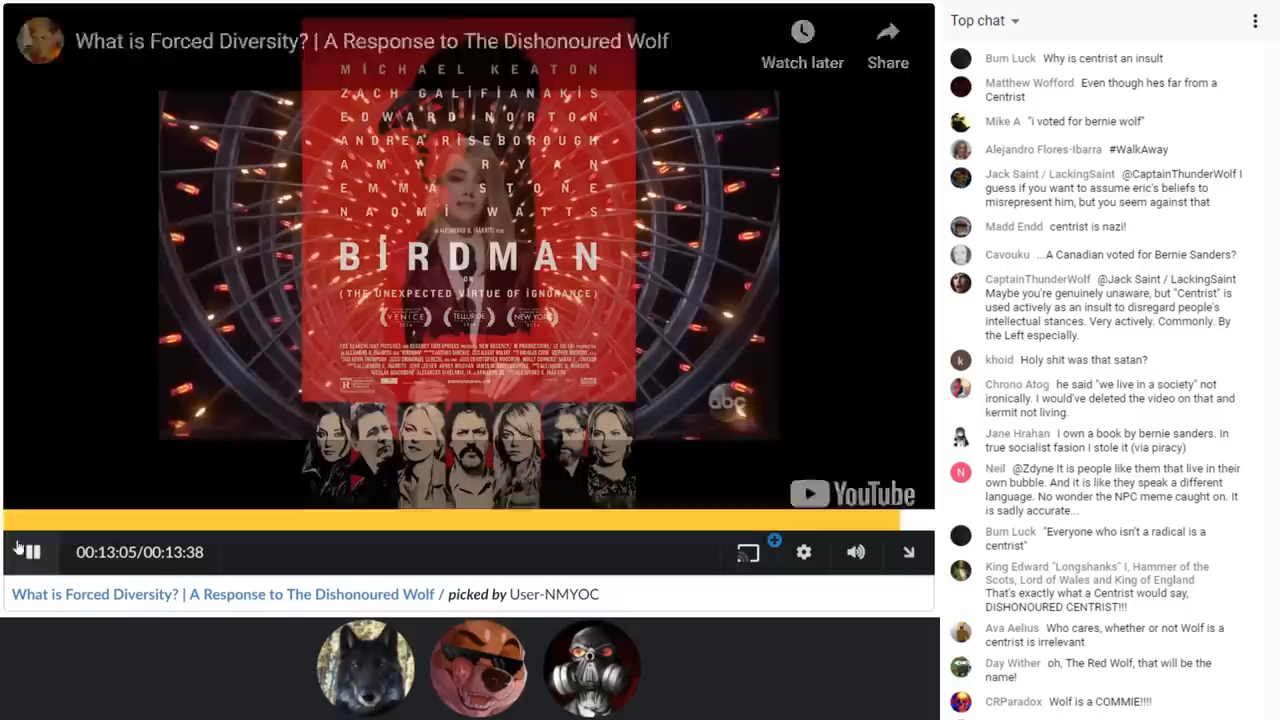 What is Forced Diversity? | A Response to The Dishonoured Wolf
Watch later
Share
MICHAEL KEATON
ZACH GALIFIANAKIS
EDWARD NORTON
ANDREA RISEBOROUGH
AMY RYAN
EMMA STONE
NAOMI WATTS
BIRDMAN
OR
(THE UNEXPECTED VIRTUE OF IGNORANCE)
VENICE
TELLURIDE
NEW YORK
abc
YouTube
00:13:05/00:13:38
What is Forced Diversity? | A Response to The Dishonoured Wolf / picked by User-NMYOC
Top chat
Bum Luck Why is centrist an insult
Matthew Wofford Even though hes far from a
Centrist
Mike A "i voted for bernie wolf"
Alejandro Flores-Ibarra #WalkAway
Jack Saint / LackingSaint @CaptainThunderWolf I
guess if you want to assume eric's beliefs to
misrepresent him, but you seem against that
Madd Endd centrist is nazi!
Cavouku ...A Canadian voted for Bernie Sanders?
CaptainThunderWolf @Jack Saint / LackingSaint
Maybe you're genuinely unaware, but "Centrist" is
used actively as an insult to disregard people's
intellectual stances. Very actively. Commonly. By
the Left especially.
k
khoid Holy shit was that satan?
Chrono Atog he said "we live in a society" not
ironically. I would've deleted the video on that and
kermit not living.
Jane Hrahan I own a book by bernie sanders. In
true socialist fasion I stole it (via piracy)
N
Neil @Zdyne It is people like them that live in their
own bubble. And it is like they speak a different
language. No wonder the NPC meme caught on. It
is sadly accurate...
Bum Luck "Everyone who isn't a radical is a
centrist"
King Edward "Longshanks" I, Hammer of the
Scots, Lord of Wales and King of England
That's exactly what a Centrist would say,
DISHONOURED CENTRIST!!!
Ava Aelius Who cares, whether or not Wolf is a
centrist is irrelevant
Day Wither oh, The Red Wolf, that will be the
name!
CRParadox Wolf is a COMMIE!!!!